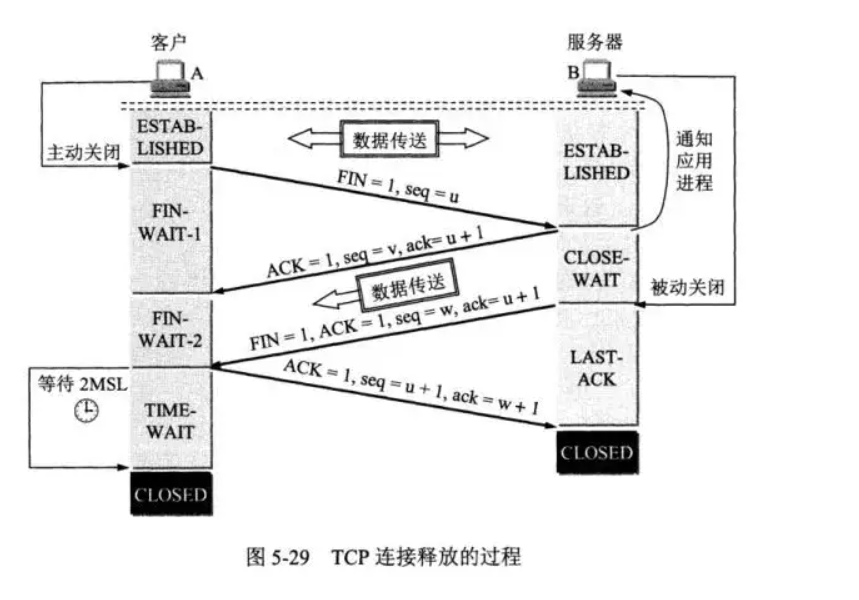 客户
服务器
A
B
ESTAB-
LISHED
数据传送
ESTAB-
LISHED
通知
应用
进程
主动关闭
FIN = 1, seq = u
FIN-
WAIT-1
ACK = 1, seq = v, ack= u + 1
CLOSE-
WAIT
数据传送
被动关闭
FIN-
WAIT-2
FIN = 1, ACK = 1, seq = w, ack= u + 1
LAST-
ACK
等待 2MSL
ACK = 1, seq = u + 1, ack = w + 1
TIME-
WAIT
CLOSED
CLOSED
图 5-29 TCP 连接释放的过程